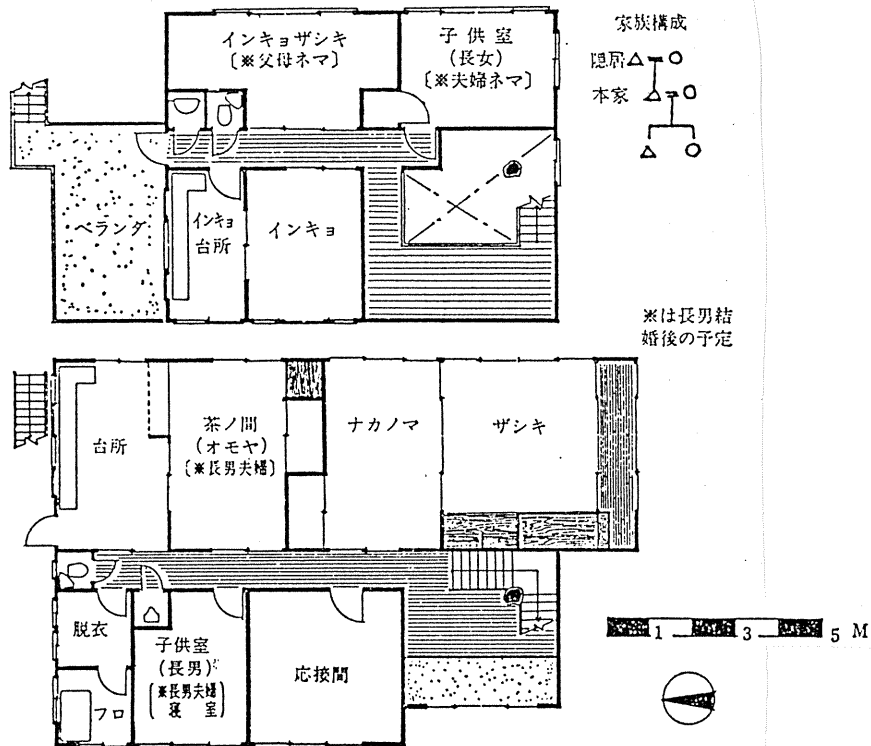 インキョザシキ
〔※父母ネマ〕
子供室
(長女)
〔※夫婦ネマ〕
家族構成
隠居
本家
ベランダ
インキョ
台所
インキョ
※は長男結
婚後の予定
台所
茶ノ間
(オモヤ)
〔※長男夫婦〕
ナカノマ
ザシキ
脱衣
フロ
子供室
(長男)
〔※長男夫婦
寝室〕
応接間
1 3 5 M